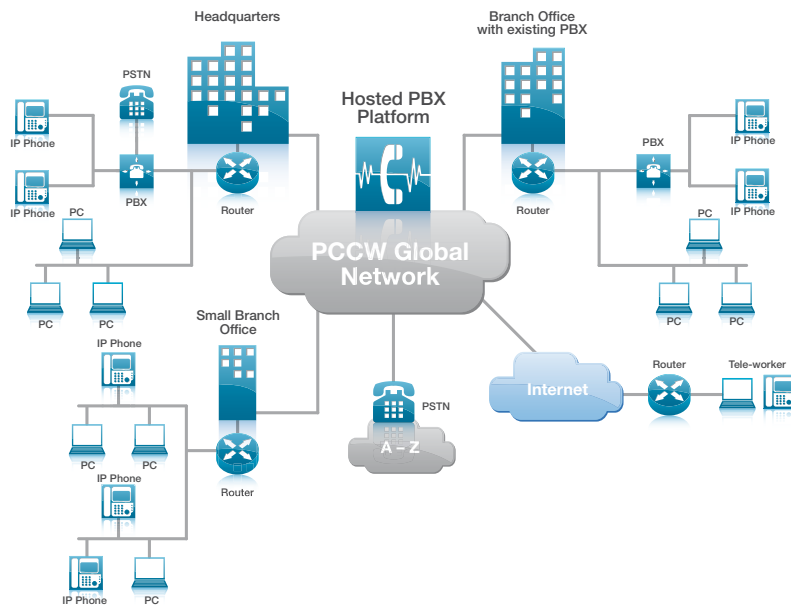 Headquarters
Branch Office
with existing PBX
PSTN
Hosted PBX
Platform
IP Phone
PBX
IP Phone
IP Phone
PBX
Router
Router
IP Phone
PC
PC
PCCW Global
Network
PC
PC
PC
PC
Small Branch
Office
IP Phone
Internet
Router
Tele-worker
PSTN
A – Z
PC
PC
IP Phone
Router
IP Phone
PC